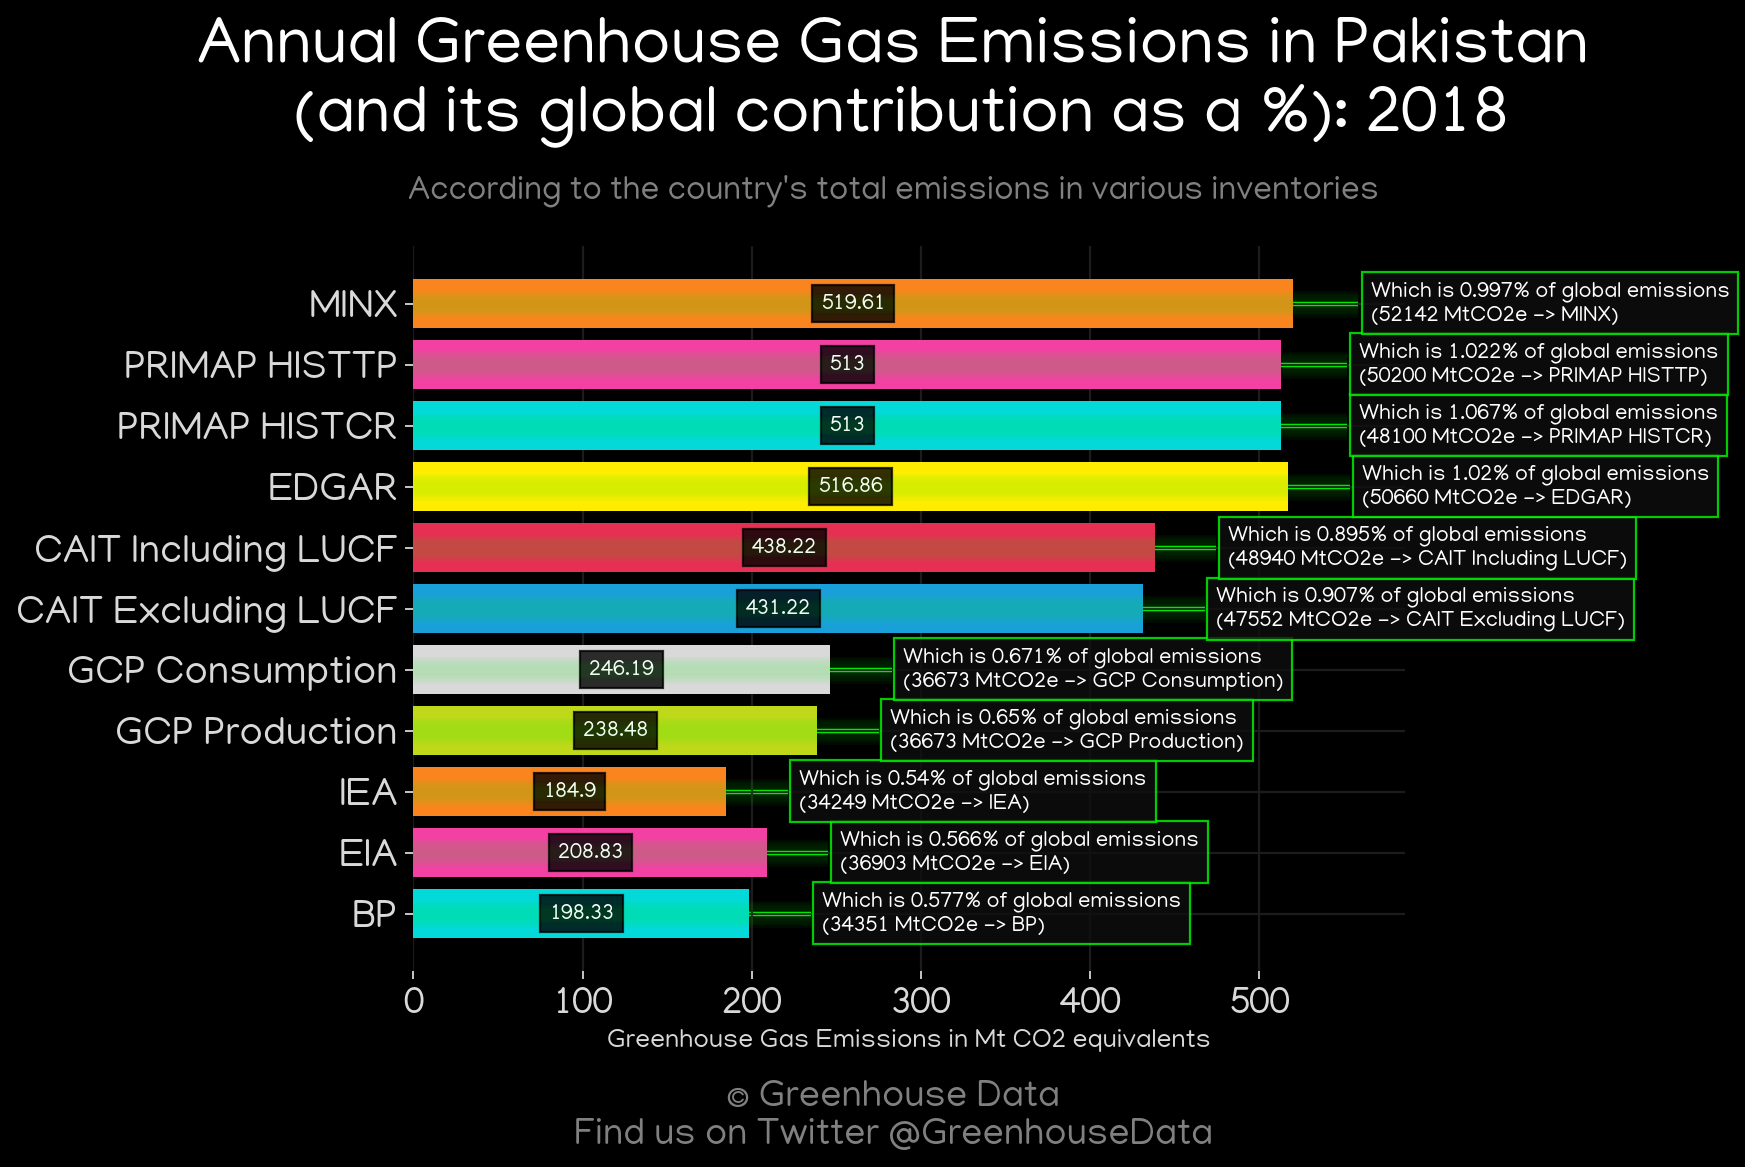 Annual Greenhouse Gas Emissions in Pakistan
(and its global contribution as a %): 2018
According to the country's total emissions in various inventories
MINX
519.61
Which is 0.997% of global emissions
(52142 MtCO2e -> MINX)
PRIMAP HISTTP
513
Which is 1.022% of global emissions
(50200 MtCO2e -> PRIMAP HISTTP)
PRIMAP HISTCR
513
Which is 1.067% of global emissions
(48100 MtCO2e -> PRIMAP HISTCR)
EDGAR
516.86
Which is 1.02% of global emissions
(50660 MtCO2e -> EDGAR)
CAIT Including LUCF
438.22
Which is 0.895% of global emissions
(48940 MtCO2e -> CAIT Including LUCF)
CAIT Excluding LUCF
431.22
Which is 0.907% of global emissions
(47552 MtCO2e -> CAIT Excluding LUCF)
GCP Consumption
246.19
Which is 0.671% of global emissions
(36673 MtCO2e -> GCP Consumption)
GCP Production
238.48
Which is 0.65% of global emissions
(36673 MtCO2e -> GCP Production)
IEA
184.9
Which is 0.54% of global emissions
(34249 MtCO2e -> IEA)
EIA
208.83
Which is 0.566% of global emissions
(36903 MtCO2e -> EIA)
BP
198.33
Which is 0.577% of global emissions
(34351 MtCO2e -> BP)
0 100 200 300 400 500
Greenhouse Gas Emissions in Mt CO2 equivalents
© Greenhouse Data
Find us on Twitter @GreenhouseData